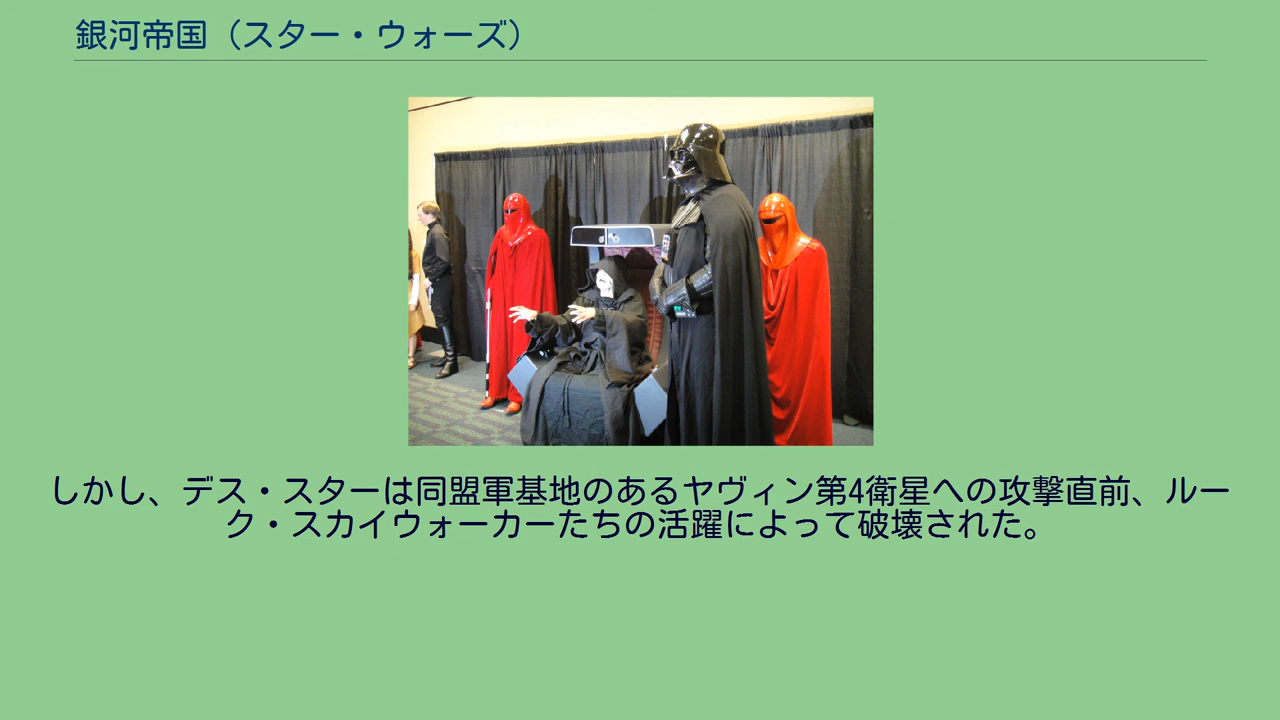 銀河帝国（スター・ウォーズ）
しかし、デス・スターは同盟軍基地のあるヤヴィン第4衛星への攻撃直前、ルー
ク・スカイウォーカーたちの活躍によって破壊された。